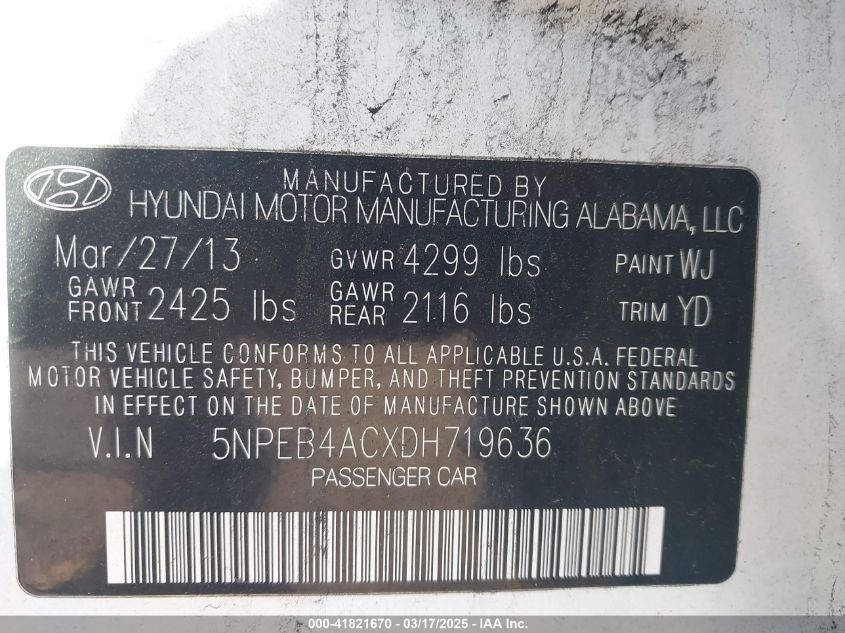 MANUFACTURED BY
HYUNDAI MOTOR MANUFACTURING ALABAMA, LLC
Mar/27/13 GVWR 4299 lbs PAINT WJ
GAWR FRONT 2425 lbs GAWR REAR 2116 lbs TRIM YD
THIS VEHICLE CONFORMS TO ALL APPLICABLE U.S.A. FEDERAL
MOTOR VEHICLE SAFETY, BUMPER, AND THEFT PREVENTION STANDARDS
IN EFFECT ON THE DATE OF MANUFACTURE SHOWN ABOVE
V.I.N 5NPEB4ACXDH719636
PASSENGER CAR
000-41821670 - 03/17/2025 - IAA Inc.